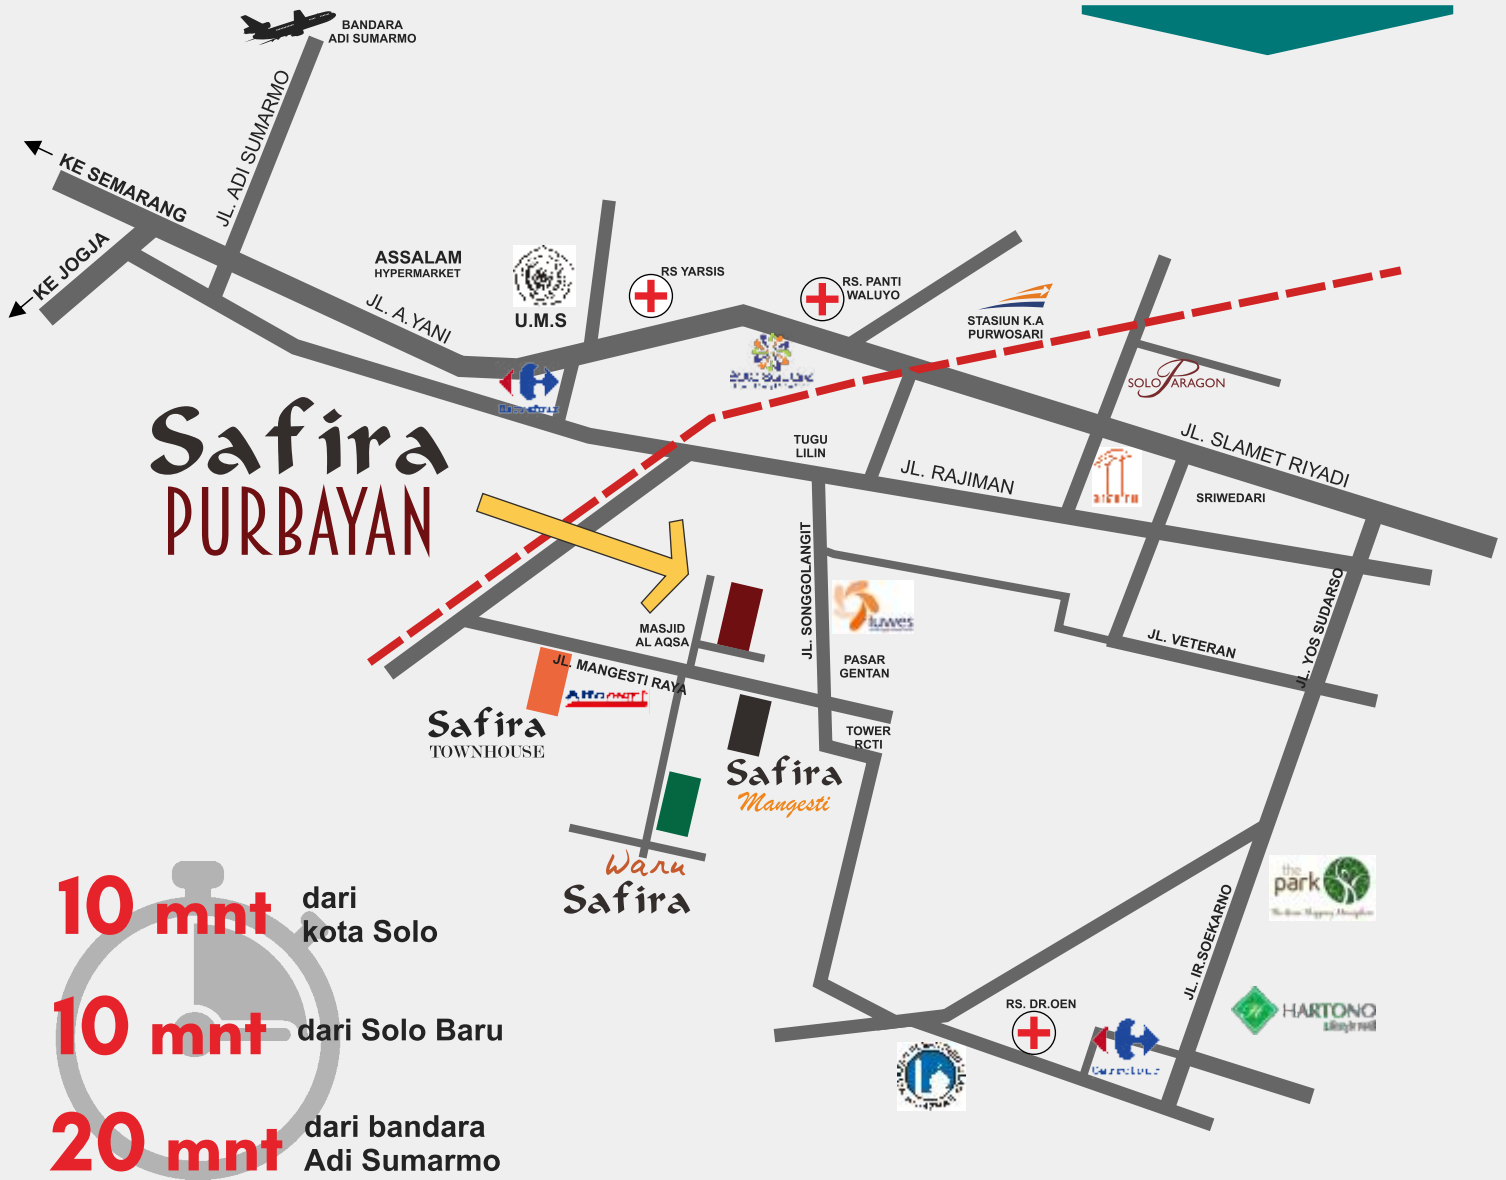 BANDARA
ADI SUMARMO
JL. ADI SUMARMO
KE SEMARANG
KE JOGJA
ASSALAM
HYPERMARKET
JL. A.YANI
U.M.S
RS YARSIS
RS. PANTI
WALUYO
STASIUN K.A
PURWOSARI
SOLO PARAGON
Safira
PURBAYAN
TUGU
LILIN
JL. RAJIMAN
JL. SLAMET RIYADI
SRIWEDARI
JL. SONGGOLANGIT
luwes
MASJID
AL AQSA
PASAR
GENTAN
JL. VETERAN
JL. YOS SUDARSO
JL. MANGESTI RAYA
Alfamart
Safira
TOWNHOUSE
TOWER
RCTI
Safira
Mangesti
Waru
Safira
10 mnt
dari
kota Solo
10 mnt
dari Solo Baru
20 mnt
dari bandara
Adi Sumarmo
the
park
JL. IR.SOEKARNO
RS. DR.OEN
HARTONO
Carrefour